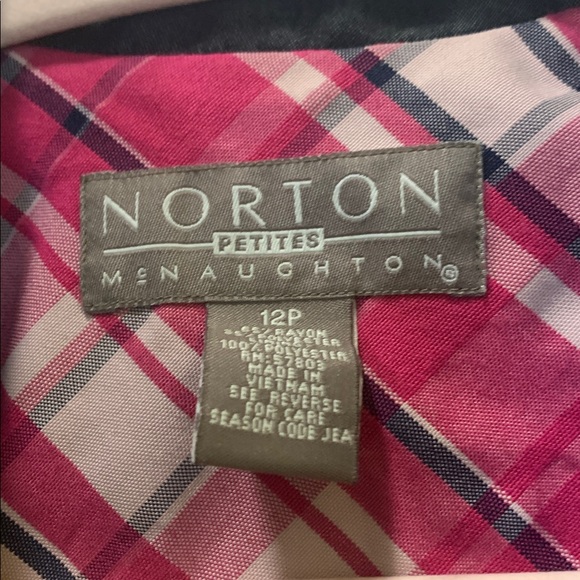 NORTON
PETITES
McNAUGHTON®
12P
RAYON
POLYESTER
100% POLYESTER
RN: 57803
MADE IN
VIETNAM
SEE REVERSE
FOR CARE
SEASON CODE JEA